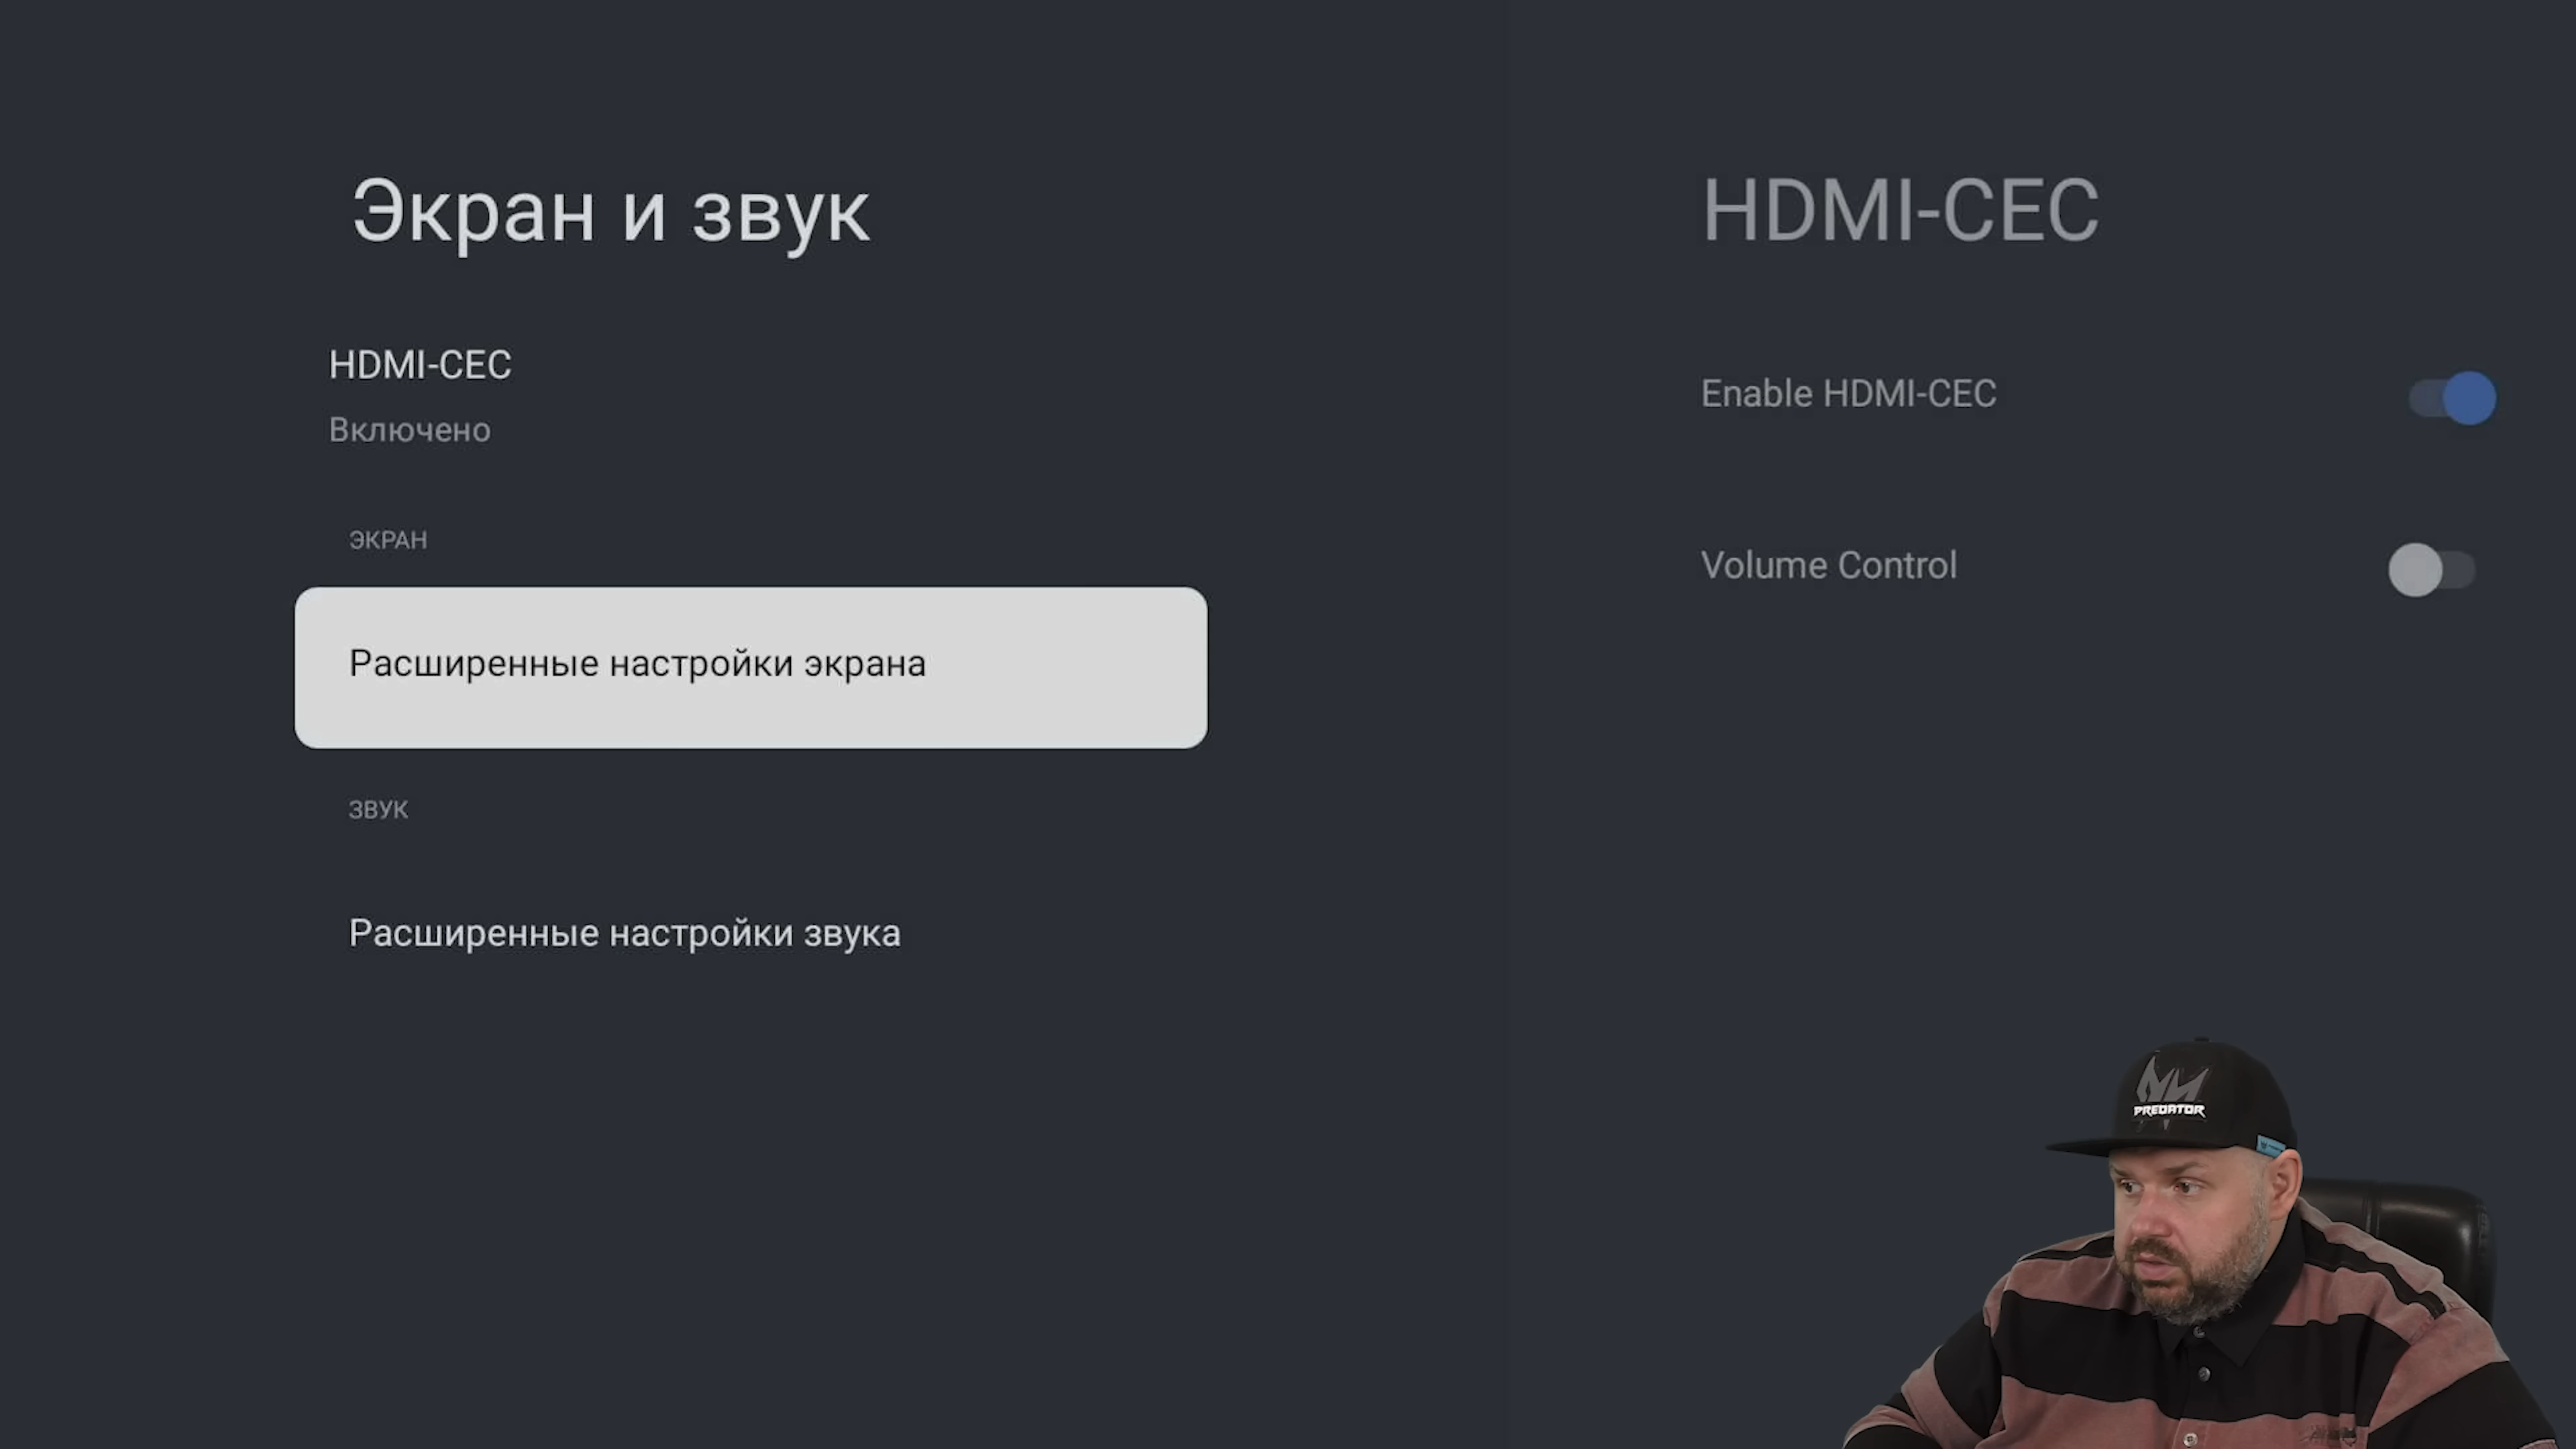 Экран и звук
HDMI-CEC
Включено
ЭКРАН
Расширенные настройки экрана
ЗВУК
Расширенные настройки звука
HDMI-CEC
Enable HDMI-CEC
Volume Control
PREDATOR